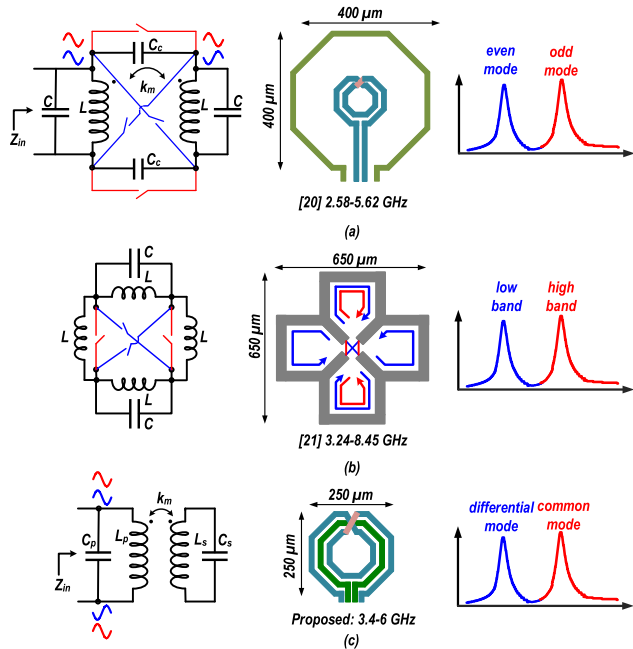 400 µm
C_c
k_m
C
L
L
C
Z_in
C_c
400 µm
even mode
odd mode
[20] 2.58-5.62 GHz
(a)
C
L
L
L
L
C
650 µm
650 µm
low band
high band
[21] 3.24-8.45 GHz
(b)
k_m
C_p
L_p
L_s
C_s
Z_in
250 µm
250 µm
differential mode
common mode
Proposed: 3.4-6 GHz
(c)